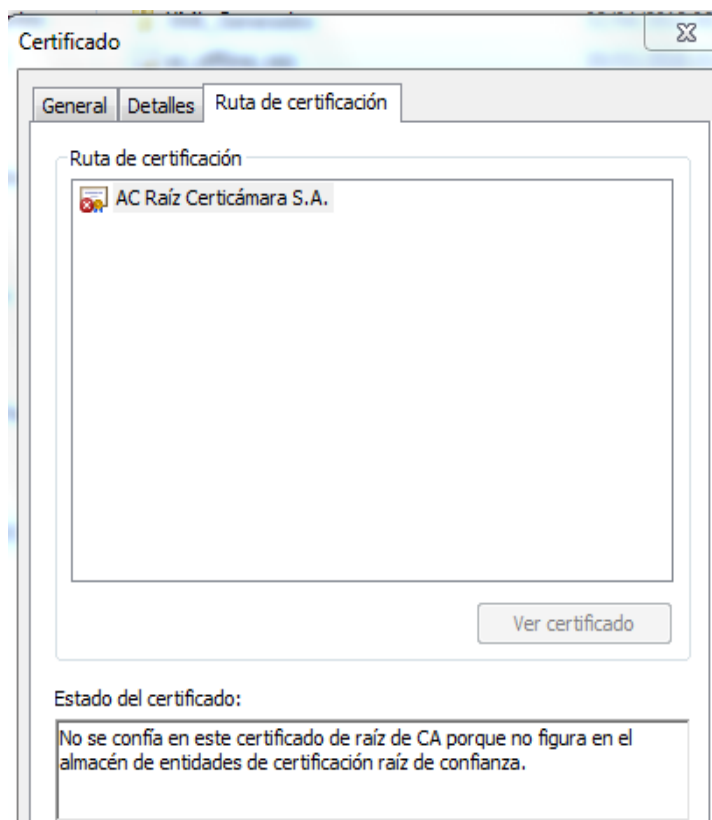 Certificado
General Detalles Ruta de certificación
Ruta de certificación
AC Raíz Certicámara S.A.
Ver certificado
Estado del certificado:
No se confía en este certificado de raíz de CA porque no figura en el
almacén de entidades de certificación raíz de confianza.